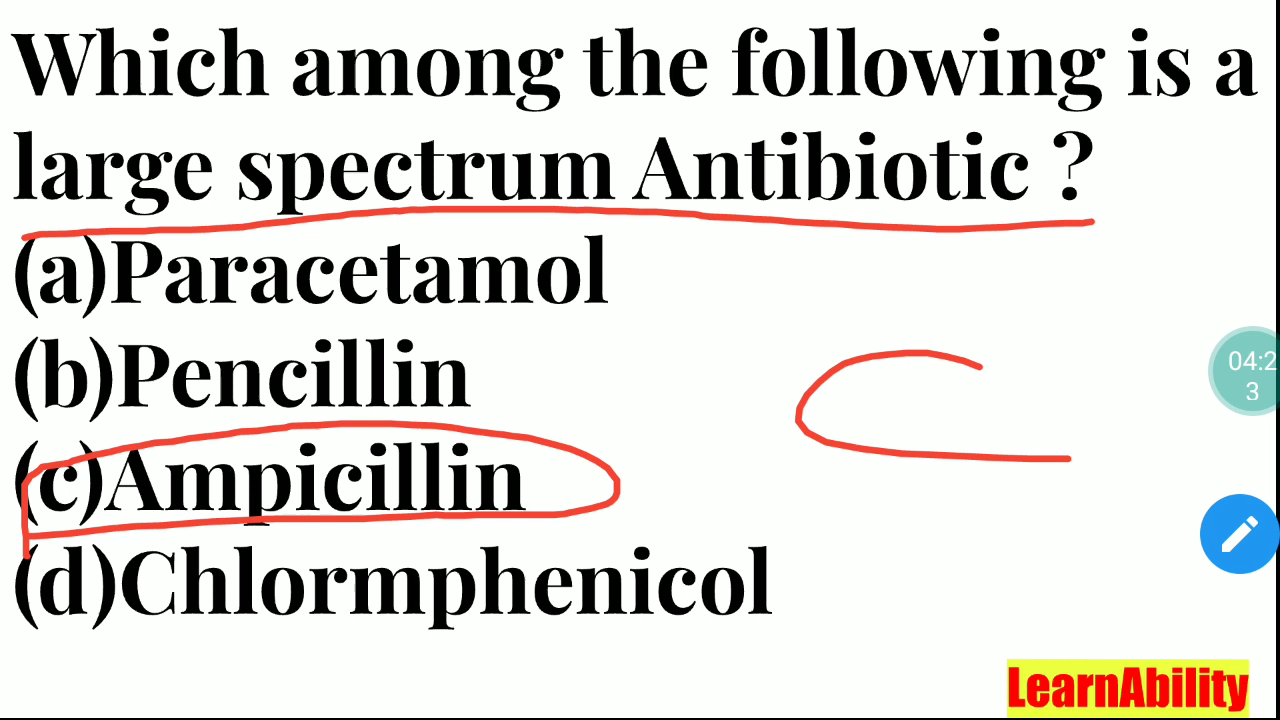 Which among the following is a
large spectrum Antibiotic ?
(a)Paracetamol
(b)Pencillin
(c)Ampicillin
(d)Chlormphenicol
C
04:2
3
LearnAbility